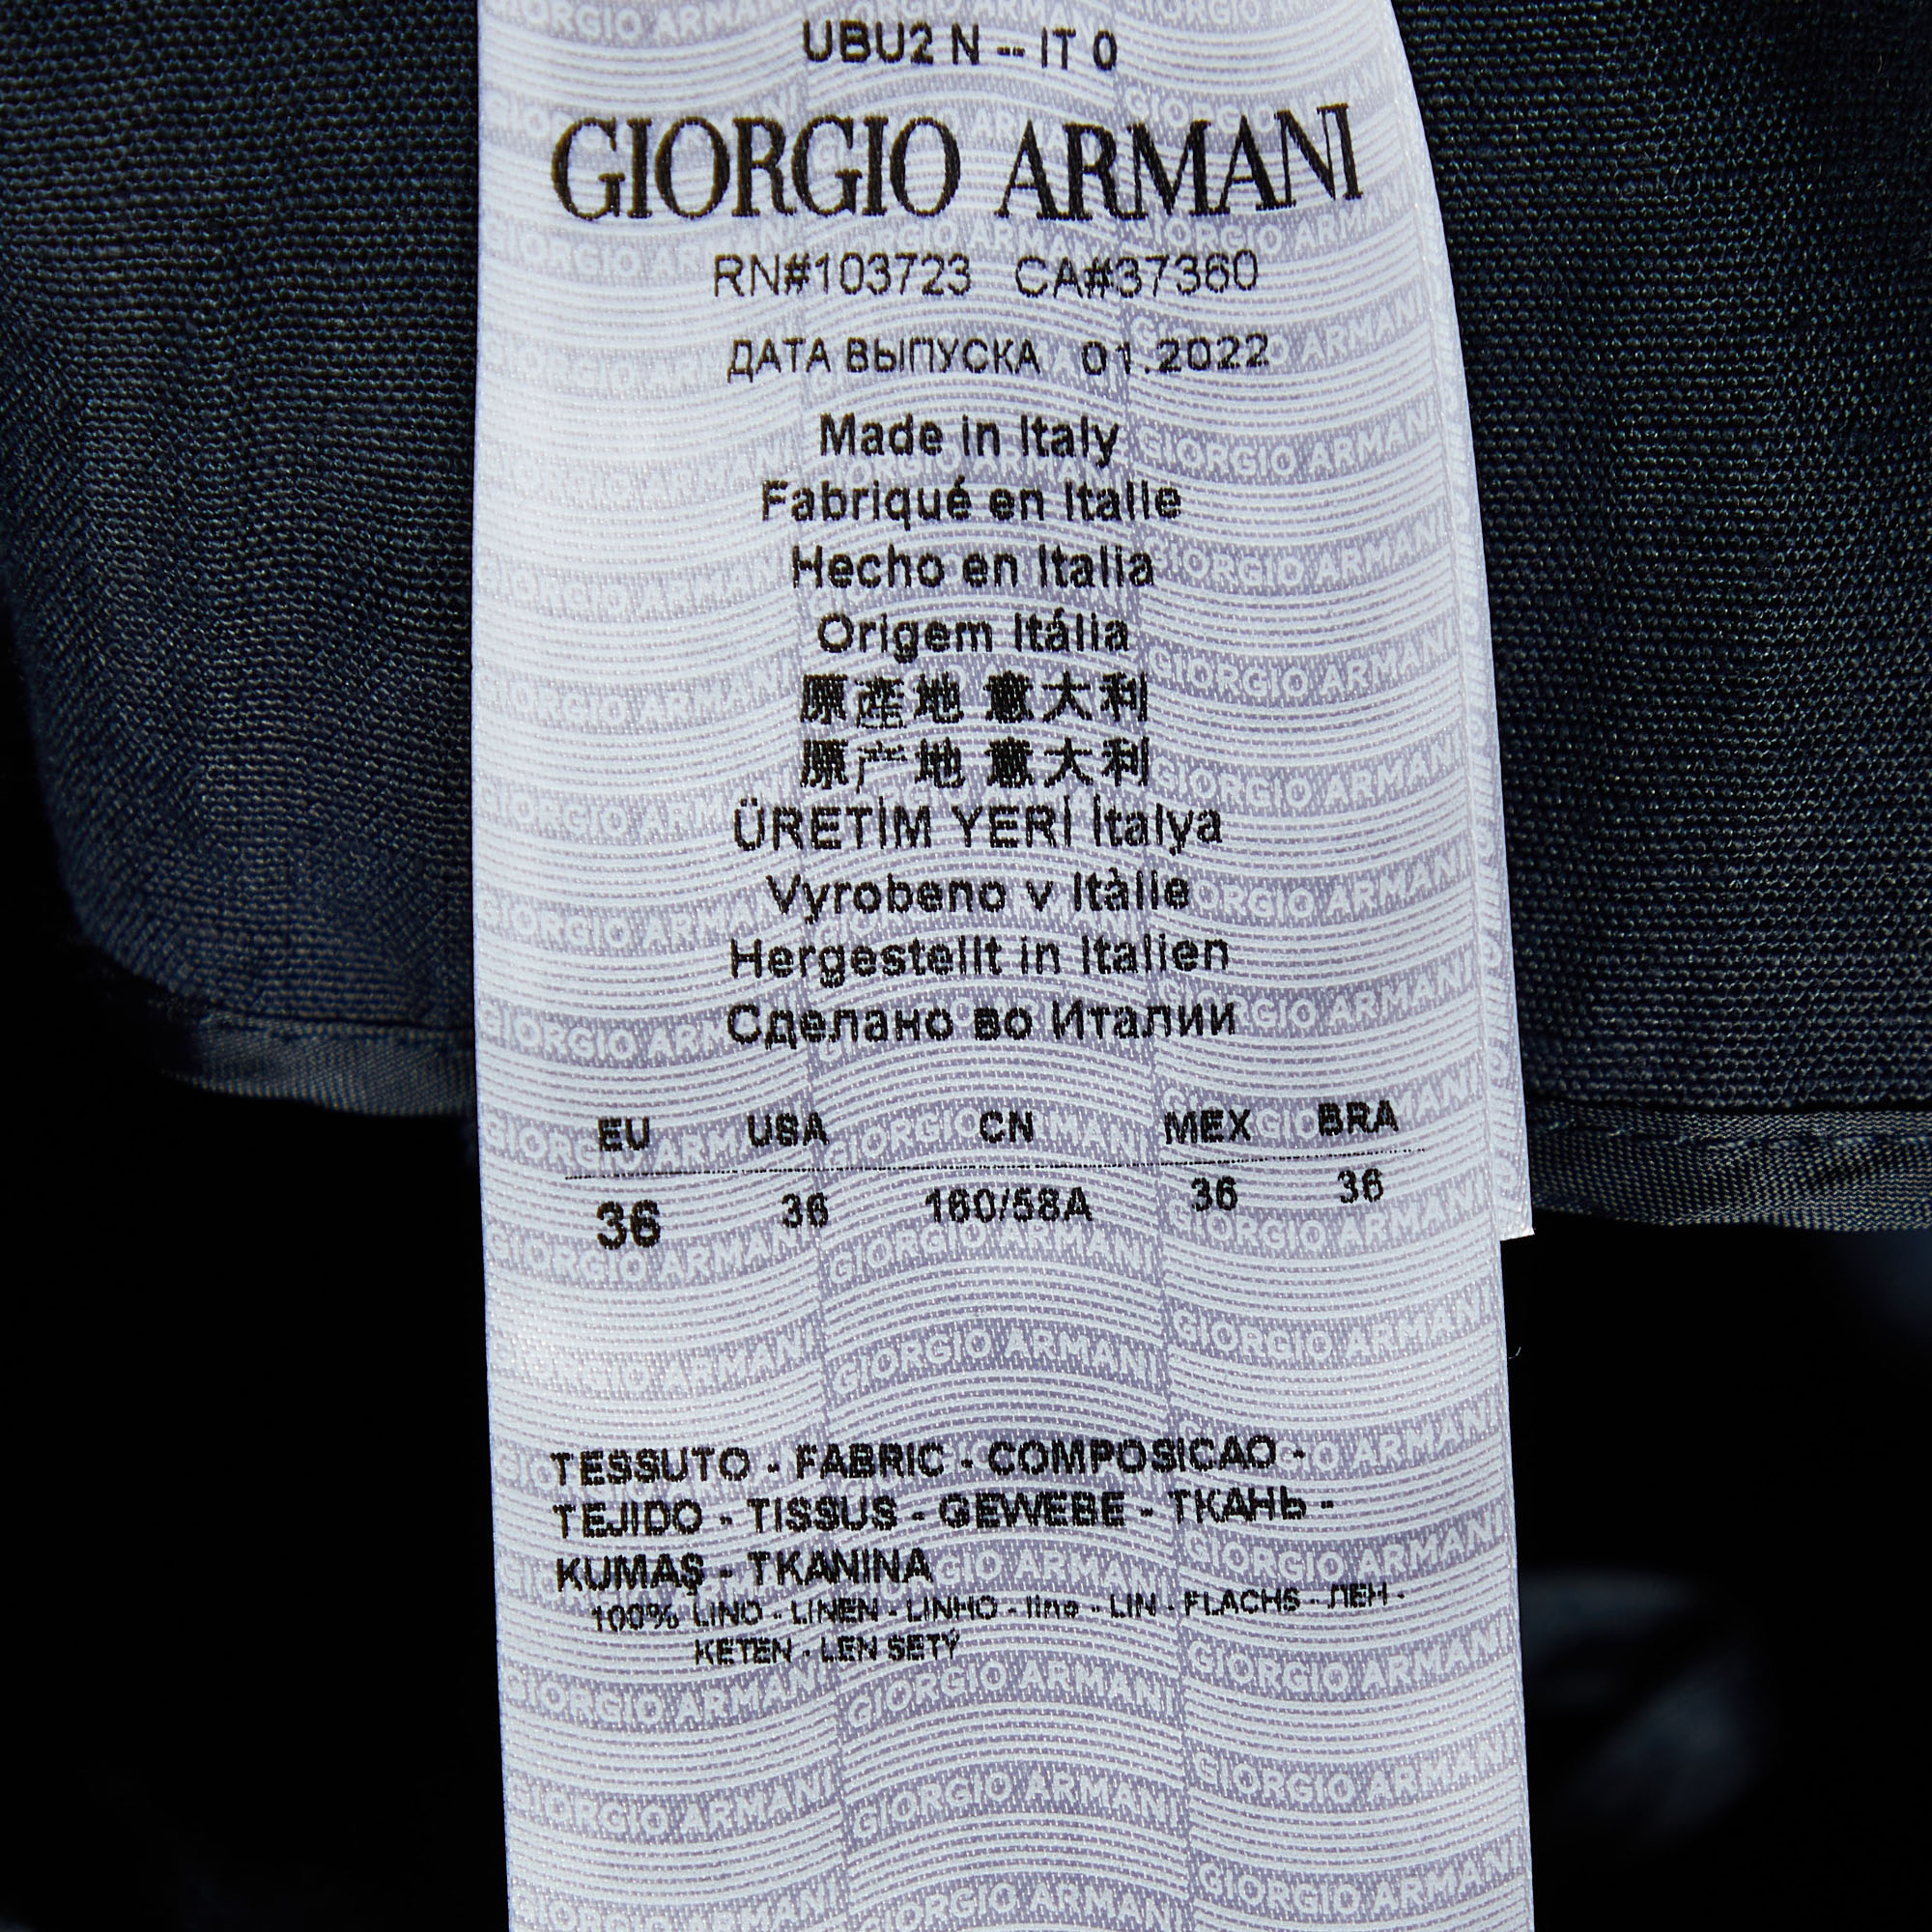 UBU2 N -- IT 0
GIORGIO ARMANI
RN#103723 CA#37360
ДАТА ВЫПУСКА 01.2022
Made in Italy
Fabriqué en Italie
Hecho en Italia
Origem Itália
原產地 意大利
原产地 意大利
ÜRETİM YERİ İtalya
Vyrobeno v Itàlie
Hergestellt in Italien
Сделано во Италии
EU USA CN MEX BRA
36 36 160/58A 36 36
TESSUTO - FABRIC - COMPOSICAO -
TEJIDO - TISSUS - GEWEBE - ТКАНЬ -
KUMAŞ - TKANINA
100% LINO - LINEN - LINHO - lino - LIN - FLACHS - ЛЕН -
KETEN - LEN SETÝ